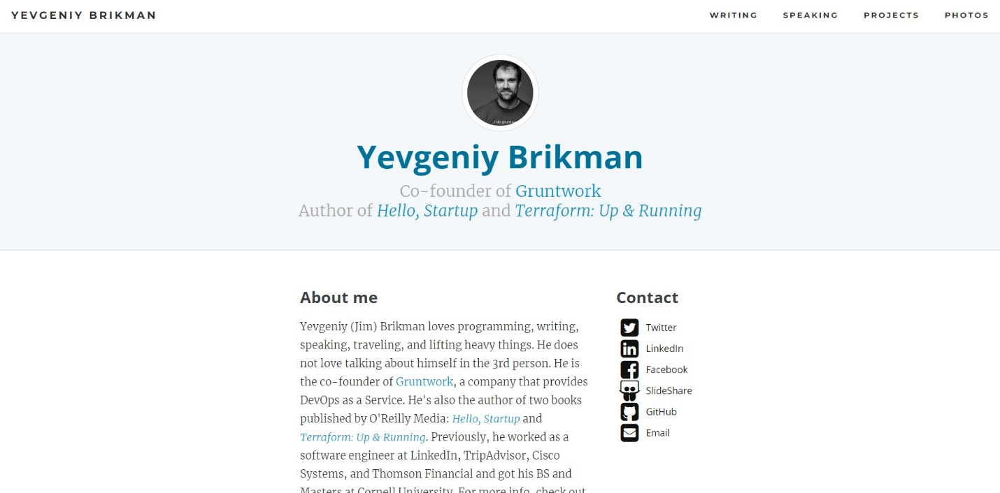 YEVGENIY BRIKMAN
WRITING
SPEAKING
PROJECTS
PHOTOS
Yevgeniy Brikman
Co-founder of Gruntwork
Author of Hello, Startup and Terraform: Up & Running
About me
Yevgeniy (Jim) Brikman loves programming, writing,
speaking, traveling, and lifting heavy things. He does
not love talking about himself in the 3rd person. He is
the co-founder of Gruntwork, a company that provides
DevOps as a Service. He's also the author of two books
published by O'Reilly Media: Hello, Startup and
Terraform: Up & Running. Previously, he worked as a
software engineer at LinkedIn, TripAdvisor, Cisco
Systems, and Thomson Financial and got his BS and
Masters at Cornell University. For more info, check out
Contact
Twitter
LinkedIn
Facebook
SlideShare
GitHub
Email